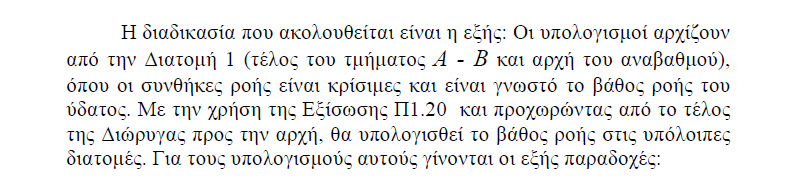 Η διαδικασία που ακολουθείται είναι η εξής: Οι υπολογισμοί αρχίζουν
από την Διατομή 1 (τέλος του τμήματος A - B και αρχή του αναβαθμού),
όπου οι συνθήκες ροής είναι κρίσιμες και είναι γνωστό το βάθος ροής του
ύδατος. Με την χρήση της Εξίσωσης Π1.20 και προχωρώντας από το τέλος
της Διώρυγας προς την αρχή, θα υπολογισθεί το βάθος ροής στις υπόλοιπες
διατομές. Για τους υπολογισμούς αυτούς γίνονται οι εξής παραδοχές: